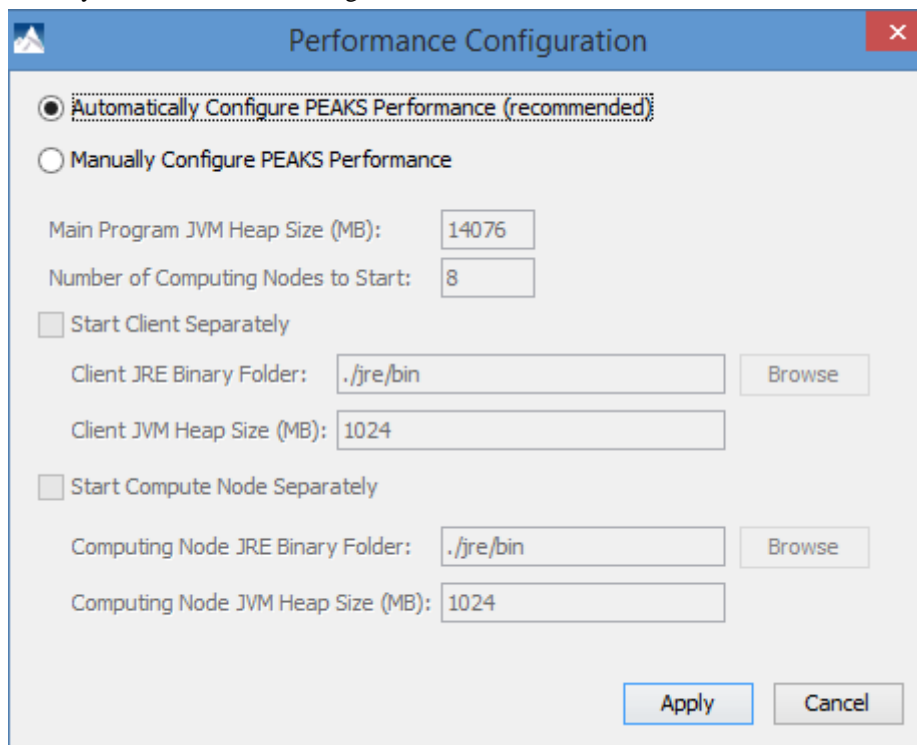 Performance Configuration
Automatically Configure PEAKS Performance (recommended)
Manually Configure PEAKS Performance
Main Program JVM Heap Size (MB): 14076
Number of Computing Nodes to Start: 8
Start Client Separately
Client JRE Binary Folder: ./jre/bin Browse
Client JVM Heap Size (MB): 1024
Start Compute Node Separately
Computing Node JRE Binary Folder: ./jre/bin Browse
Computing Node JVM Heap Size (MB): 1024
Apply Cancel